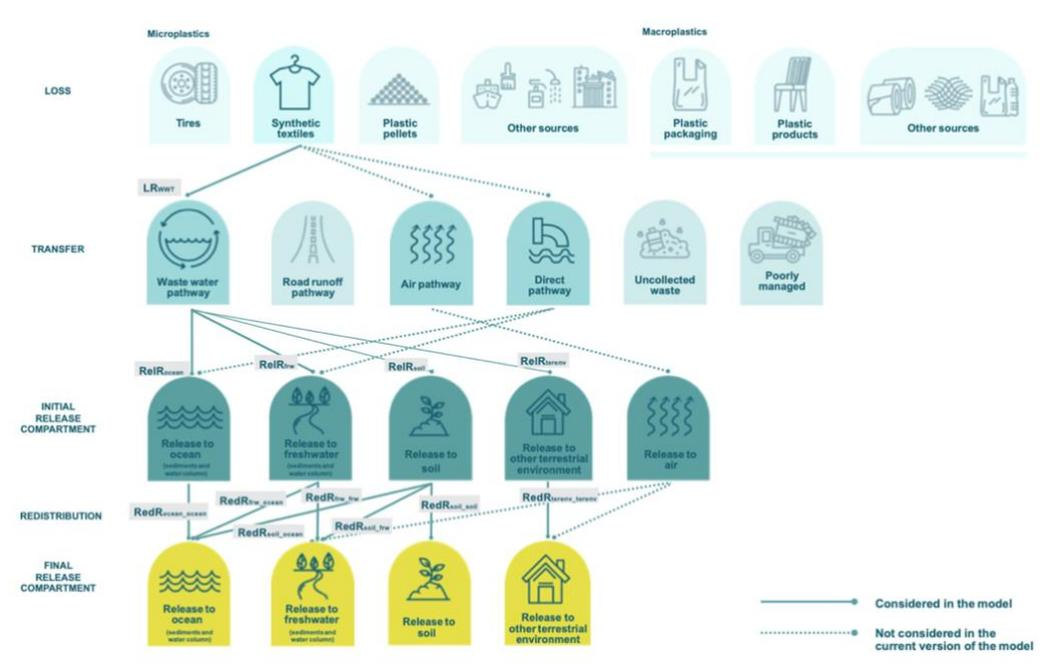 Microplastics
Macroplastics
LOSS
Tires
Synthetic
textiles
Plastic
pellets
Other sources
Plastic
packaging
Plastic
products
Other sources
LRWWT
TRANSFER
Waste water
pathway
Road runoff
pathway
Air pathway
Direct
pathway
Uncollected
waste
Poorly
managed
RelRocean
RelRfrw
RelRsoil
RelRterenv
INITIAL
RELEASE
COMPARTMENT
Release to
ocean
(sediments and
water column)
Release to
freshwater
(sediments and
water column)
Release to
soil
Release to
other terrestrial
environment
Release to
air
REDISTRIBUTION
RedRocean_ocean
RedRfrw_ocean
RedRfrw_frw
RedRsoil_ocean
RedRsoil_frw
RedRsoil_soil
RedRterenv_terenv
FINAL
RELEASE
COMPARTMENT
Release to
ocean
(sediments and
water column)
Release to
freshwater
(sediments and
water column)
Release to
soil
Release to
other terrestrial
environment
Considered in the model
Not considered in the
current version of the model